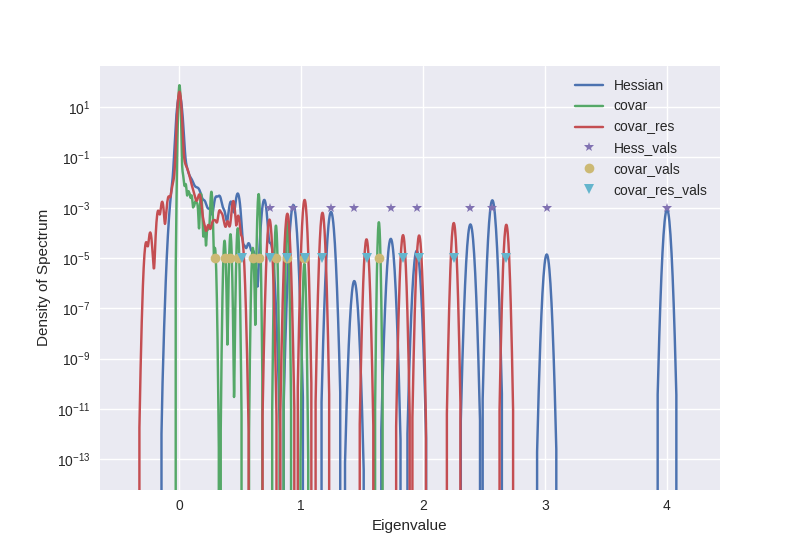 Hessian
covar
covar_res
Hess_vals
covar_vals
covar_res_vals
Density of Spectrum
10^1
10^-1
10^-3
10^-5
10^-7
10^-9
10^-11
10^-13
0 1 2 3 4
Eigenvalue